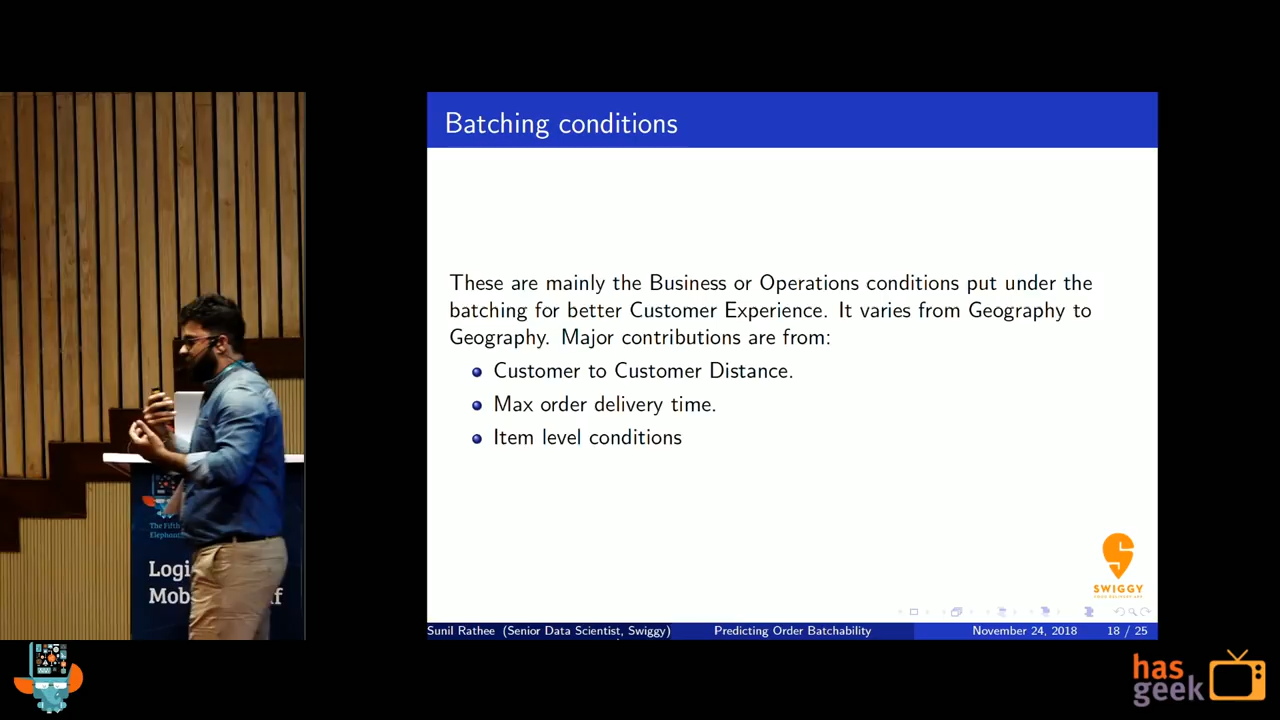 Batching conditions
These are mainly the Business or Operations conditions put under the
batching for better Customer Experience. It varies from Geography to
Geography. Major contributions are from:
Customer to Customer Distance.
Max order delivery time.
Item level conditions
SWIGGY
Sunil Rathee (Senior Data Scientist, Swiggy)
Predicting Order Batchability
November 24, 2018
18 / 25
The Fifth
Elephant
Logi
Mob
f
has
geek